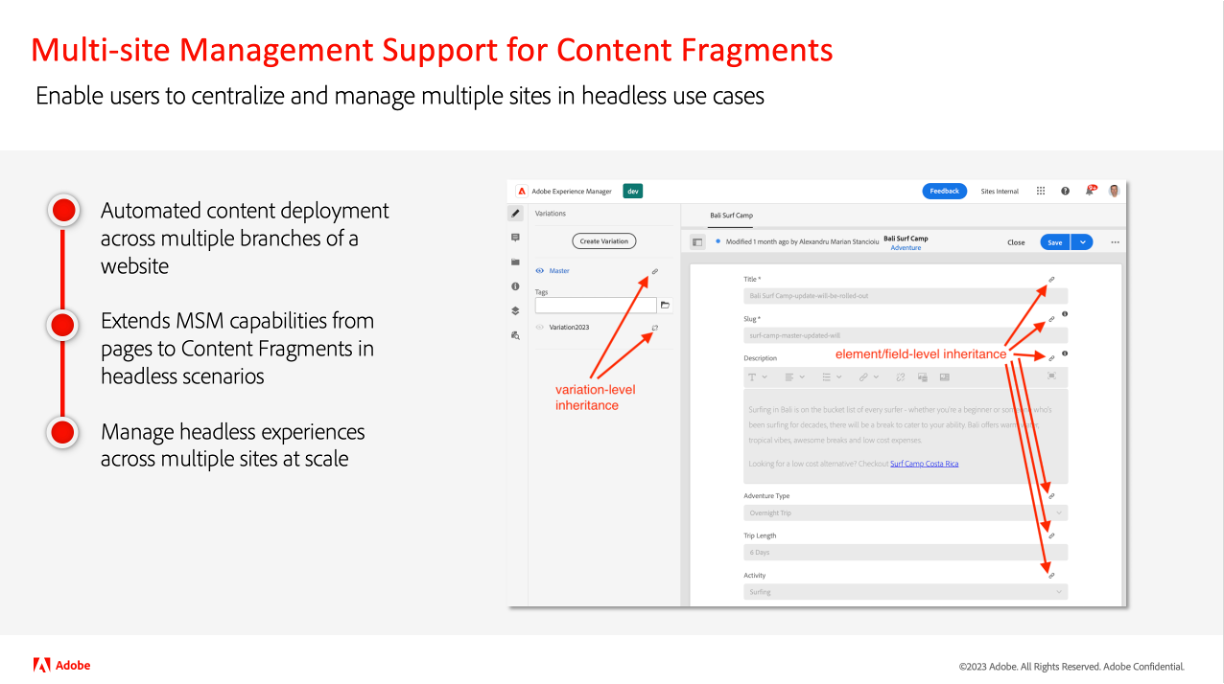 Multi-site Management Support for Content Fragments
Enable users to centralize and manage multiple sites in headless use cases
Automated content deployment
across multiple branches of a
website
Extends MSM capabilities from
pages to Content Fragments in
headless scenarios
Manage headless experiences
across multiple sites at scale
Adobe Experience Manager
dev
Feedback
Sites Internal
Variations
Create Variation
Master
Tags
Variation2023
variation-level
inheritance
Bali Surf Camp
Modified 1 month ago by Alexandru Marian Stancioiu
Bali Surf Camp
Adventure
Close
Save
Title *
Bali Surf Camp-update-will-be-rolled-out
Slug *
surf-camp-master-updated-will
element/field-level inheritance
Description
Surfing in Bali is on the bucket list of every surfer - whether you're a beginner or who's
been surfing for decades, there will be a break to cater to your ability. Bali offers
tropical vibes, awesome breaks and low cost expenses.
Looking for a low cost alternative? Checkout Surf Camp Costa Rica
Adventure Type
Overnight Trip
Trip Length
6 Days
Activity
Surfing
Adobe
©2023 Adobe. All Rights Reserved. Adobe Confidential.